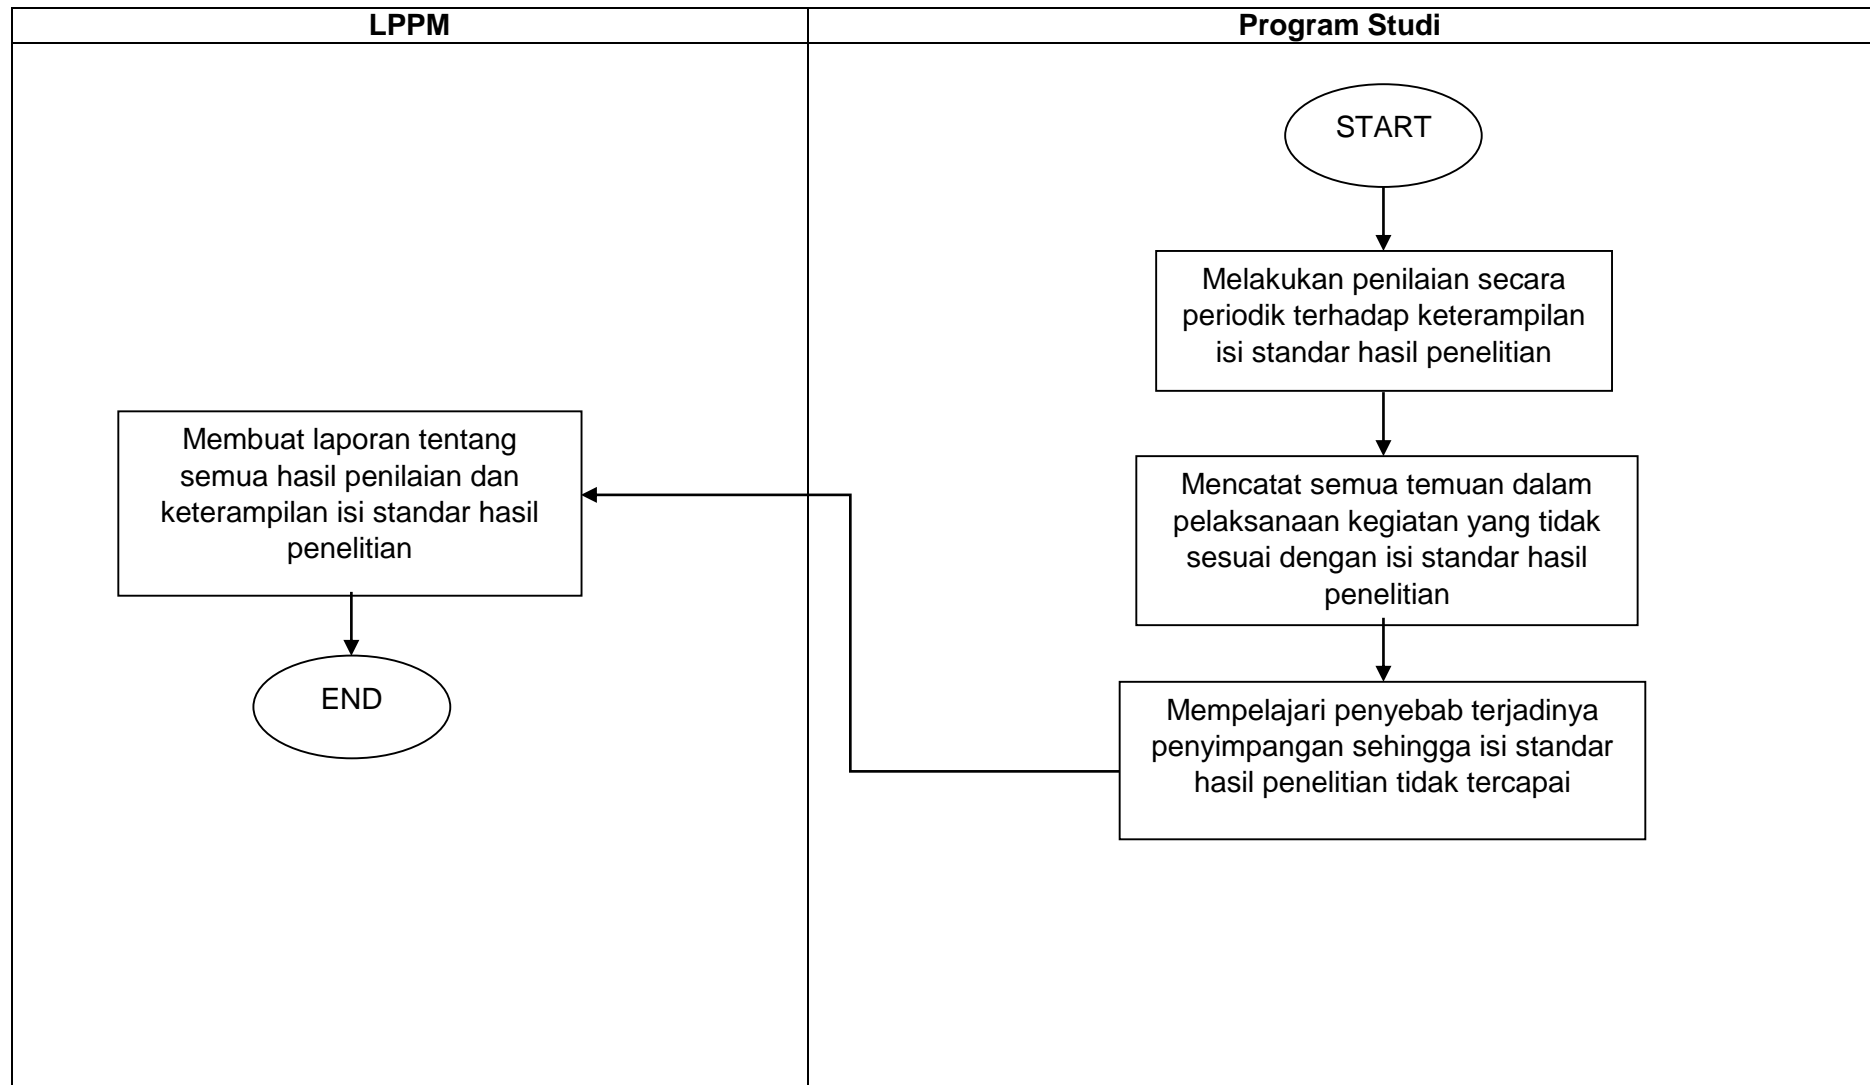 LPPM
Program Studi
START
Melakukan penilaian secara
periodik terhadap keterampilan
isi standar hasil penelitian
Mencatat semua temuan dalam
pelaksanaan kegiatan yang tidak
sesuai dengan isi standar hasil
penelitian
Mempelajari penyebab terjadinya
penyimpangan sehingga isi standar
hasil penelitian tidak tercapai
Membuat laporan tentang
semua hasil penilaian dan
keterampilan isi standar hasil
penelitian
END